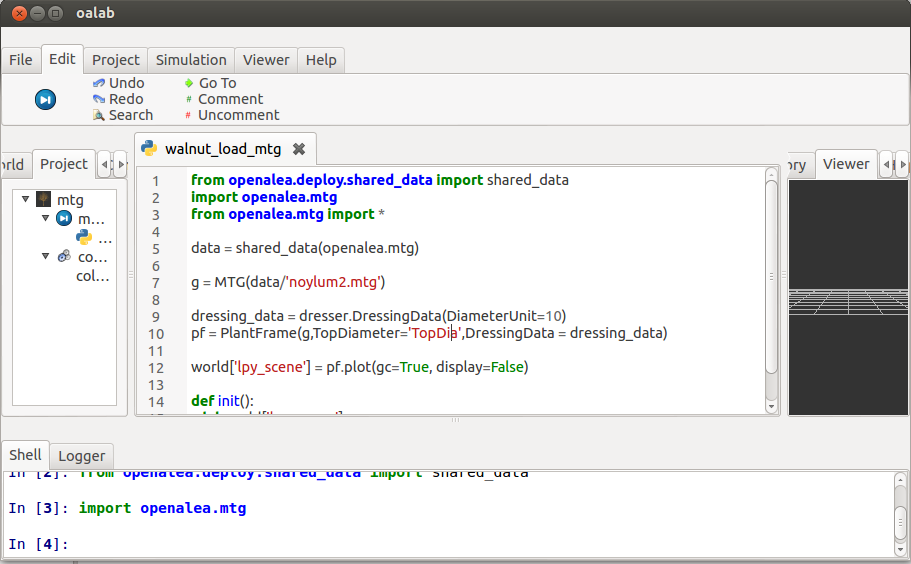 oalab
File Edit Project Simulation Viewer Help
Undo Go To
Redo # Comment
Search # Uncomment
Project
walnut_load_mtg
Viewer
mtg
m...
...
co...
col...
1 from openalea.deploy.shared_data import shared_data
2 import openalea.mtg
3 from openalea.mtg import *
4
5 data = shared_data(openalea.mtg)
6
7 g = MTG(data/'noylum2.mtg')
8
9 dressing_data = dresser.DressingData(DiameterUnit=10)
10 pf = PlantFrame(g,TopDiameter='TopDia',DressingData = dressing_data)
11
12 world['lpy_scene'] = pf.plot(gc=True, display=False)
13
14 def init():
Shell Logger
In [2]: from openalea.deploy.shared_data import shared_data
In [3]: import openalea.mtg
In [4]: